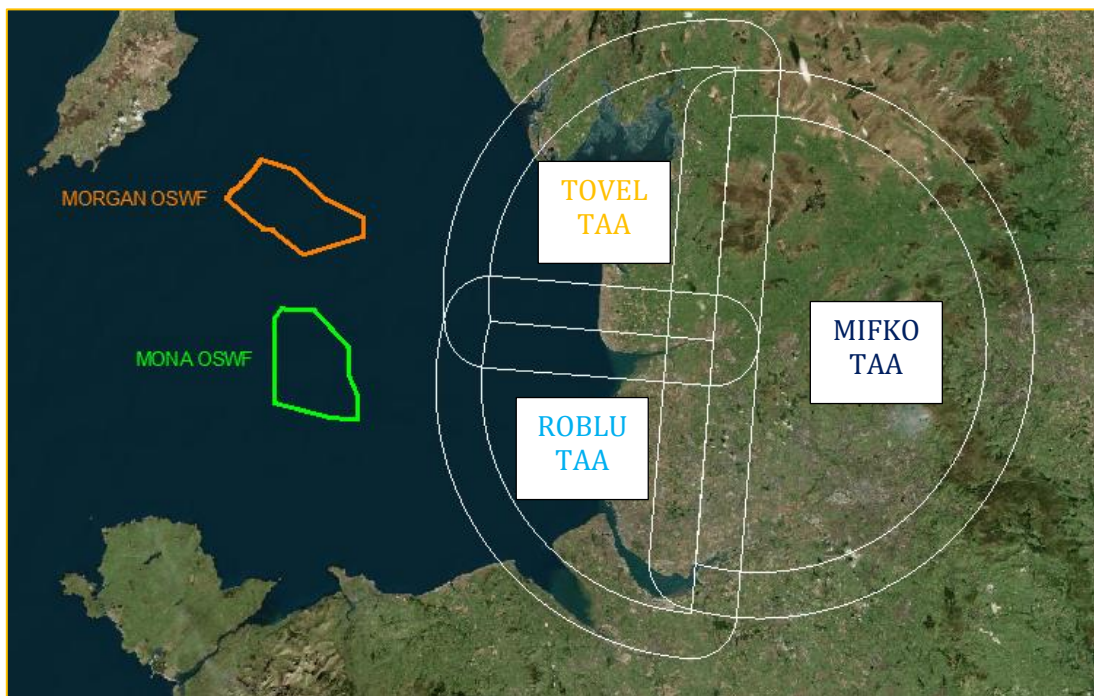 TOVEL
TAA
MORGAN OSWF
MIFKO
TAA
MONA OSWF
ROBLU
TAA